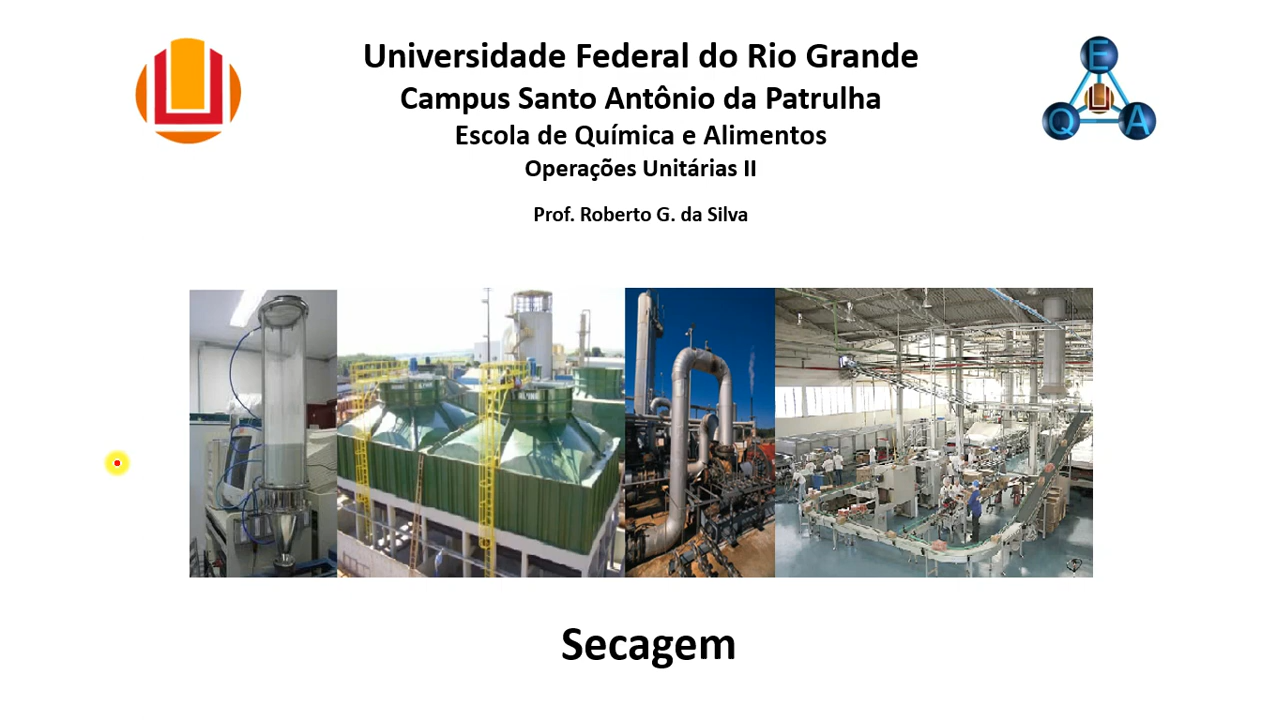 Universidade Federal do Rio Grande
Campus Santo Antônio da Patrulha
Escola de Química e Alimentos
Operações Unitárias II
Prof. Roberto G. da Silva
E
Q A
Secagem